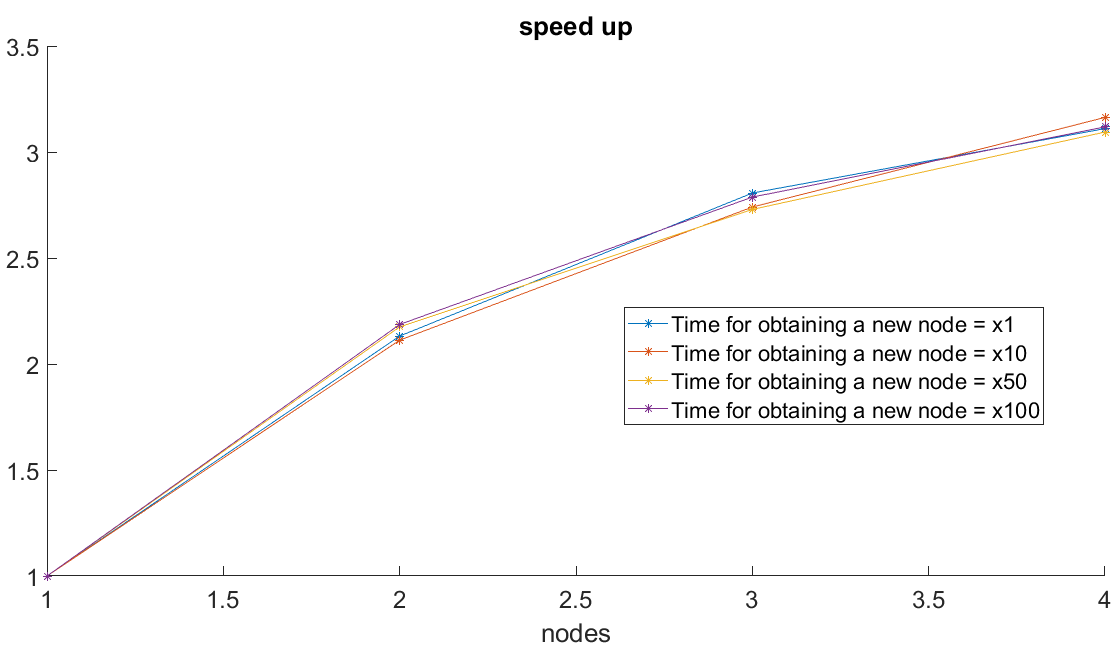 speed up
3.5
3
2.5
2
1.5
1
Time for obtaining a new node = x1
Time for obtaining a new node = x10
Time for obtaining a new node = x50
Time for obtaining a new node = x100
1 1.5 2 2.5 3 3.5 4
nodes